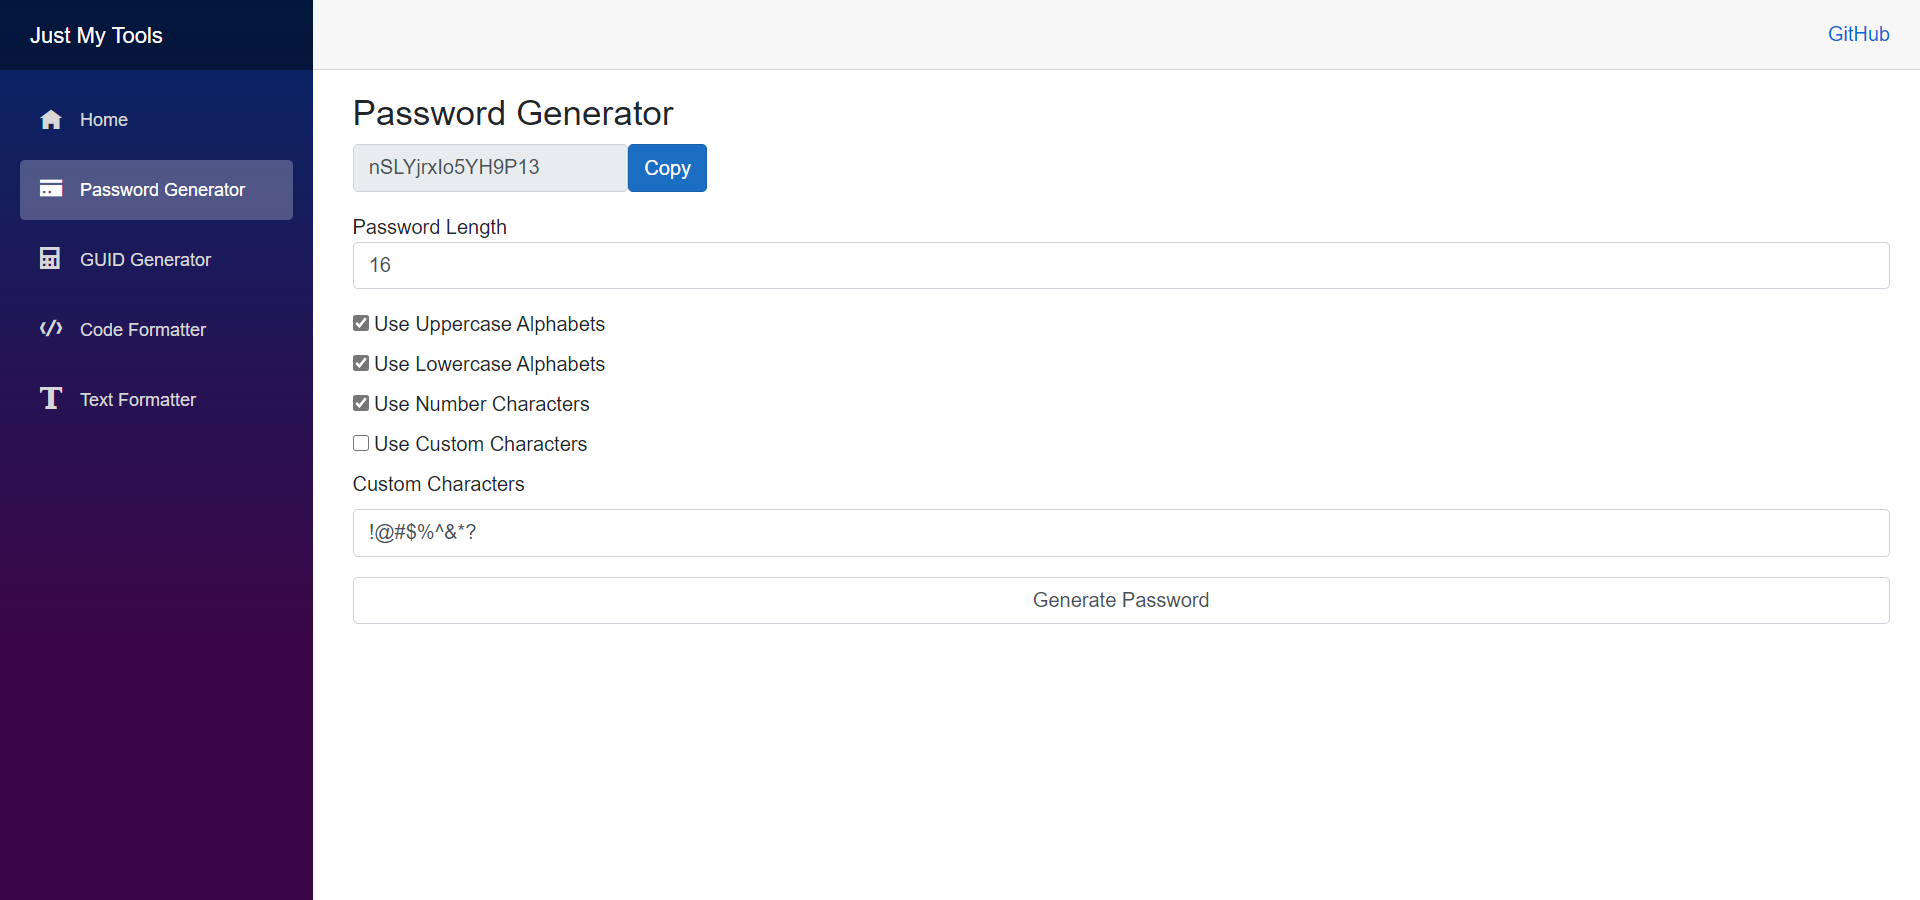 Just My Tools
GitHub
Home
Password Generator
GUID Generator
Code Formatter
Text Formatter
Password Generator
nSLYjrxIo5YH9P13
Copy
Password Length
16
Use Uppercase Alphabets
Use Lowercase Alphabets
Use Number Characters
Use Custom Characters
Custom Characters
!@#$%^&*?
Generate Password